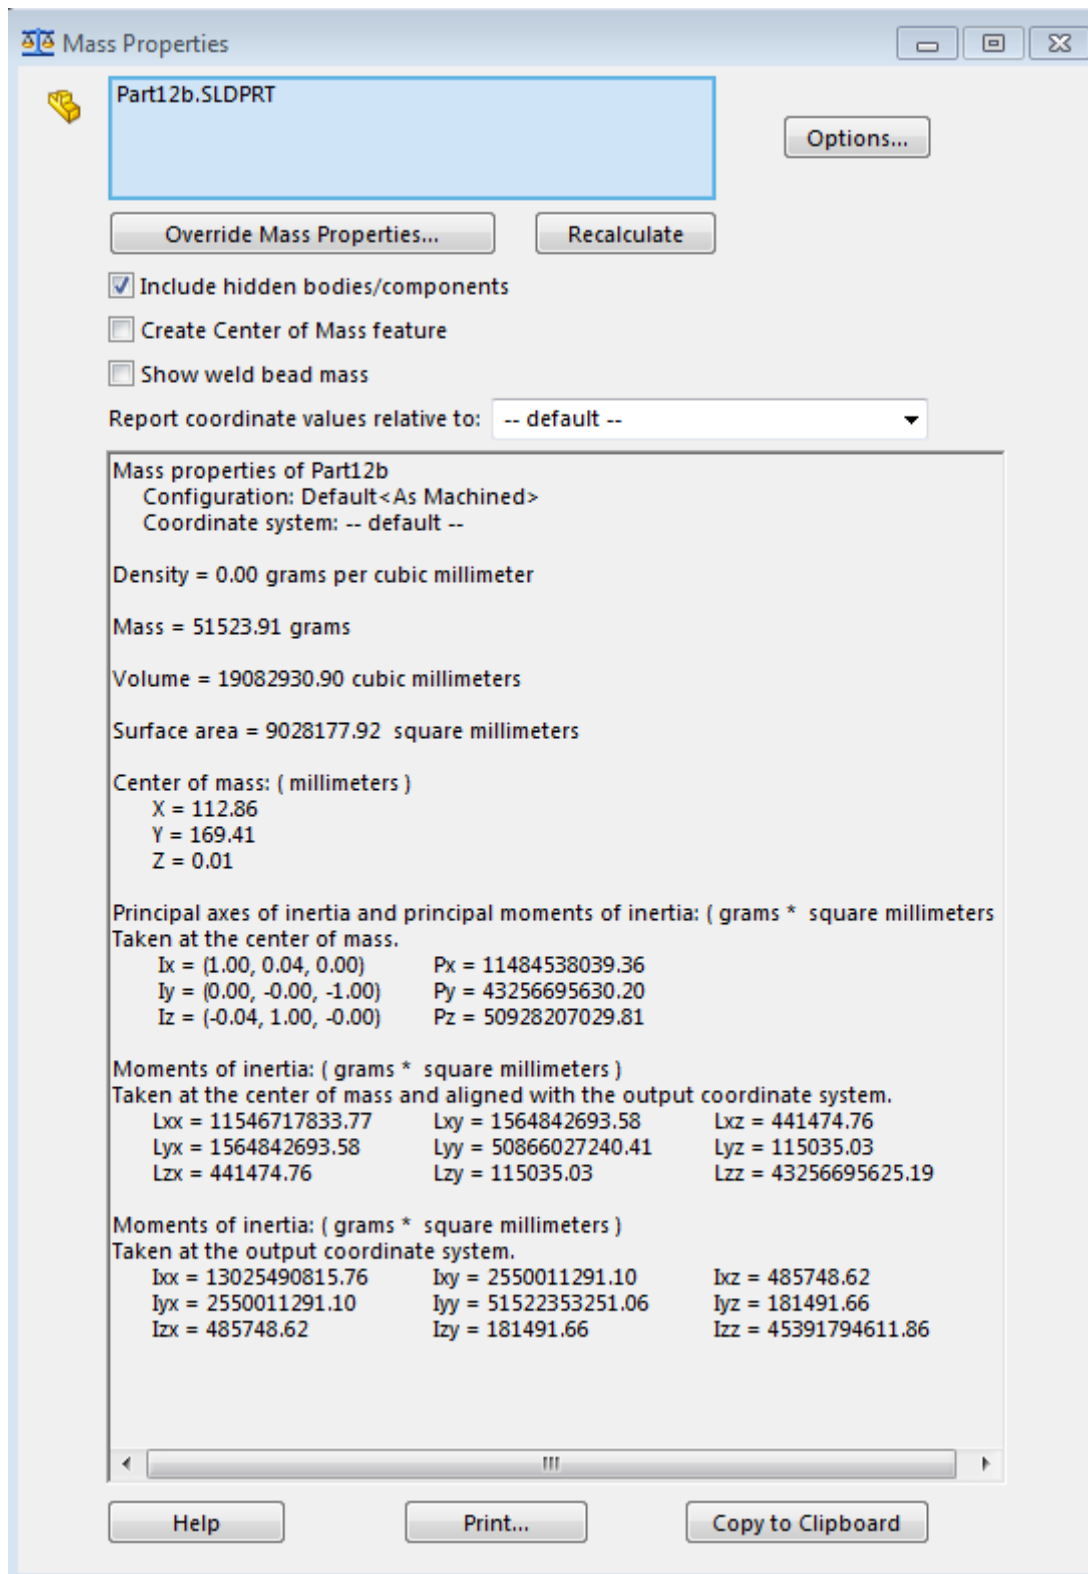 Mass Properties
Part12b.SLDPRT
Options...
Override Mass Properties... Recalculate
Include hidden bodies/components
Create Center of Mass feature
Show weld bead mass
Report coordinate values relative to: -- default --
Mass properties of Part12b
Configuration: Default<As Machined>
Coordinate system: -- default --
Density = 0.00 grams per cubic millimeter
Mass = 51523.91 grams
Volume = 19082930.90 cubic millimeters
Surface area = 9028177.92 square millimeters
Center of mass: ( millimeters )
X = 112.86
Y = 169.41
Z = 0.01
Principal axes of inertia and principal moments of inertia: ( grams * square millimeters
Taken at the center of mass.
Ix = (1.00, 0.04, 0.00) Px = 11484538039.36
Iy = (0.00, -0.00, -1.00) Py = 43256695630.20
Iz = (-0.04, 1.00, -0.00) Pz = 50928207029.81
Moments of inertia: ( grams * square millimeters )
Taken at the center of mass and aligned with the output coordinate system.
Lxx = 11546717833.77 Lxy = 1564842693.58 Lxz = 441474.76
Lyx = 1564842693.58 Lyy = 50866027240.41 Lyz = 115035.03
Lzx = 441474.76 Lzy = 115035.03 Lzz = 43256695625.19
Moments of inertia: ( grams * square millimeters )
Taken at the output coordinate system.
Ixx = 13025490815.76 Ixy = 2550011291.10 Ixz = 485748.62
Iyx = 2550011291.10 Iyy = 51522353251.06 Iyz = 181491.66
Izx = 485748.62 Izy = 181491.66 Izz = 45391794611.86
Help Print... Copy to Clipboard